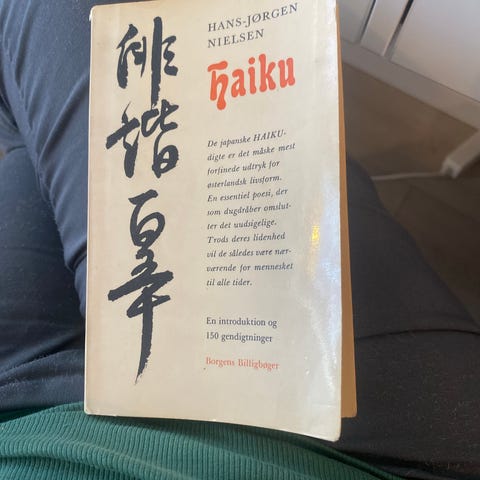 俳諧
HANS-JØRGEN
NIELSEN
haiku
De japanske HAIKU-
digte er det måske mest
forfinede udtryk for
østerlandsk livsform.
En essentiel poesi, der
som dugdråber omslut-
ter det uudsigelige.
Trods deres lidenhed
vil de således være nær-
værende for mennesket
til alle tider.
En introduktion og
150 gendigtninger
Borgens Billigbøger